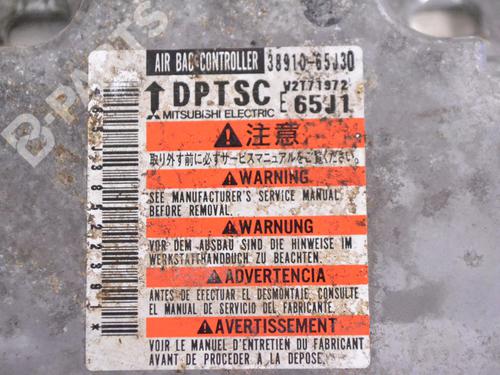 AIR BAG CONTROLLER 38910-65J30
DPTSC V2T71972
E 65J1
MITSUBISHI ELECTRIC
注意
取り外す前に必ずサービスマニュアルをご覧ください。
WARNING
SEE MANUFACTURER'S SERVICE MANUAL
BEFORE REMOVAL.
WARNUNG
VOR DEM AUSBAU SIND DIE HINWEISE IM
WERKSTATTHANDBUCH ZU BEACHTEN.
ADVERTENCIA
ANTES DE EFECTUAR EL DESMONTAJE, CONSULTE
EL MANUAL DE SERVICIO DEL FABRICANTE.
AVERTISSEMENT
VOIR LE MANUEL D'ENTRETIEN DU FABRICANT
AVANT DE PROCEDER A LA DEPOSE.
B-PARTS